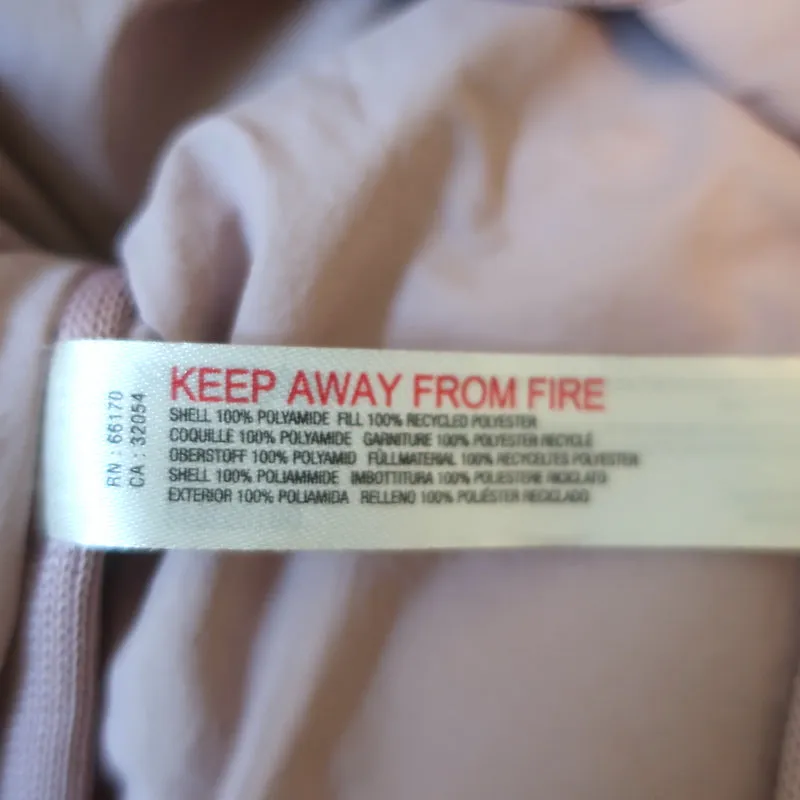 KEEP AWAY FROM FIRE
SHELL 100% POLYAMIDE FILL 100% RECYCLED POLYESTER
COQUILLE 100% POLYAMIDE GARNITURE 100% POLYESTER RECYCLÉ
OBERSTOFF 100% POLYAMID FÜLLMATERIAL 100% RECYCELTES POLYESTER
SHELL 100% POLIAMMIDE IMBOTTITURA 100% POLIESTERE RICICLATO
EXTERIOR 100% POLIAMIDA RELLENO 100% POLIÉSTER RECICLADO
RN : 66170
CA : 32054